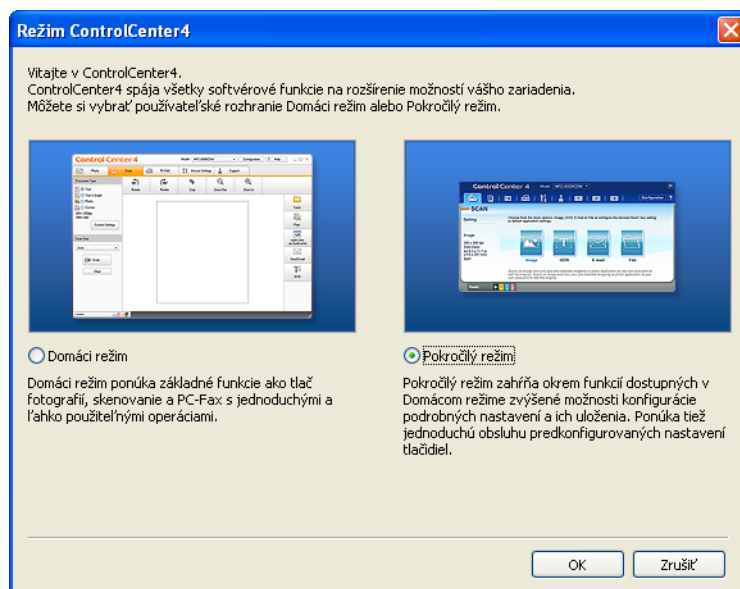 Režim ControlCenter4
Vitajte v ControlCenter4.
ControlCenter4 spája všetky softvérové funkcie na rozšírenie možností vášho zariadenia.
Môžete si vybrať používateľské rozhranie Domáci režim alebo Pokročilý režim.
Control Center 4
Control Center 4
SCAN
Image
OCR
E-mail
File
Domáci režim
Domáci režim ponúka základné funkcie ako tlač
fotografií, skenovanie a PC-Fax s jednoduchými a
ľahko použiteľnými operáciami.
Pokročilý režim
Pokročilý režim zahŕňa okrem funkcií dostupných v
Domácom režime zvýšené možnosti konfigurácie
podrobných nastavení a ich uloženia. Ponúka tiež
jednoduchú obsluhu predkonfigurovaných nastavení
tlačidiel.
OK
Zrušiť